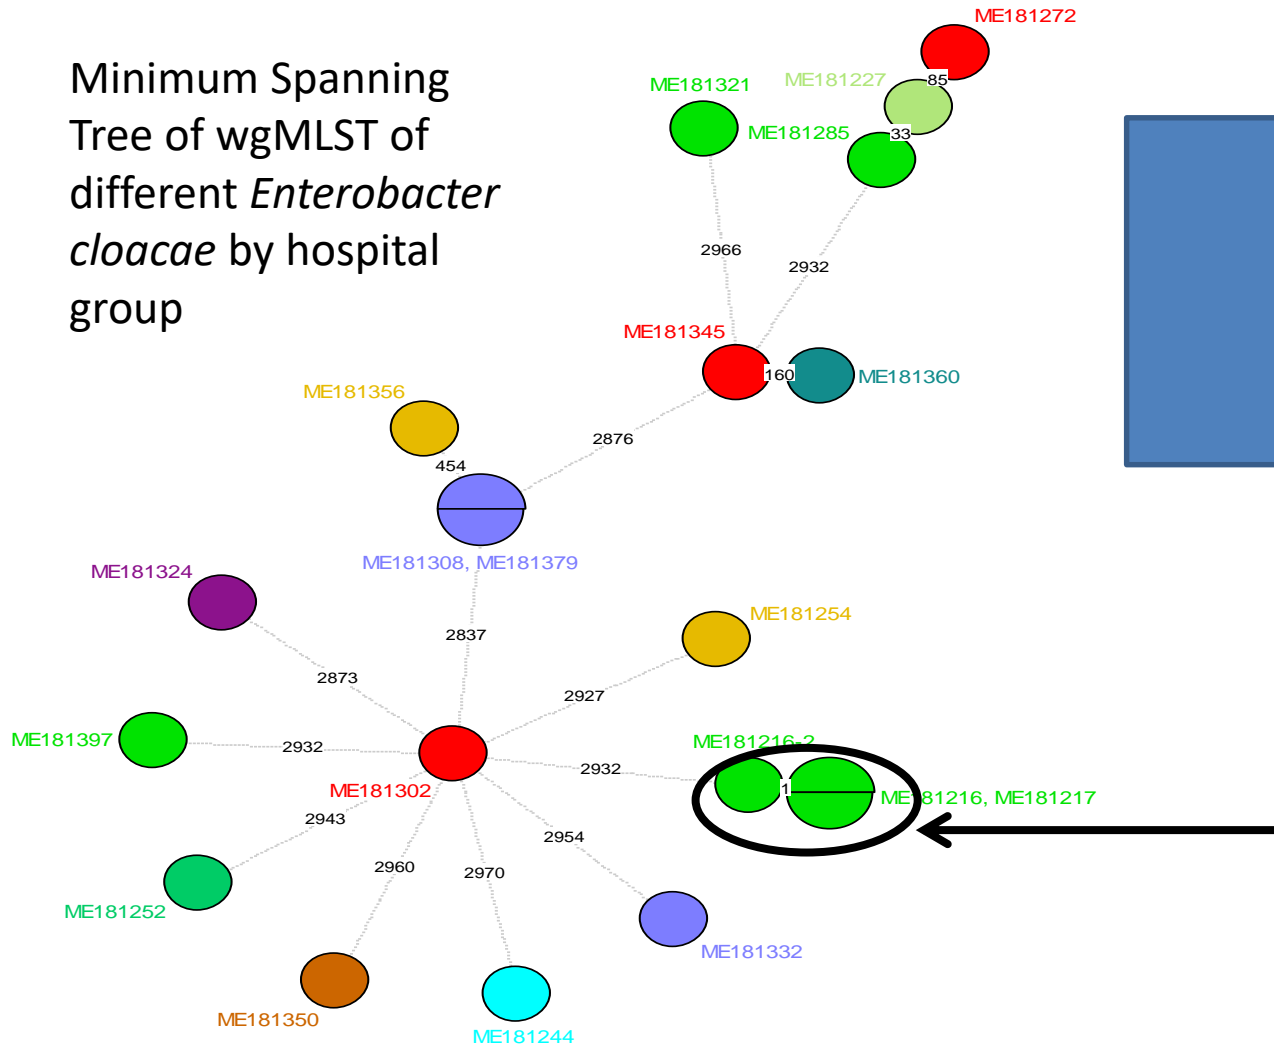 Minimum Spanning
Tree of wgMLST of
different Enterobacter
cloacae by hospital
group
ME181272
85
ME181227
ME181321
33
ME181285
2966
2932
ME181345
160
ME181360
ME181356
2876
454
ME181308, ME181379
ME181324
ME181254
2837
2873
2927
ME181397
2932
ME181216-2
2932
1
ME181216, ME181217
ME181302
2943
2954
2960
2970
ME181252
ME181332
ME181350
ME181244